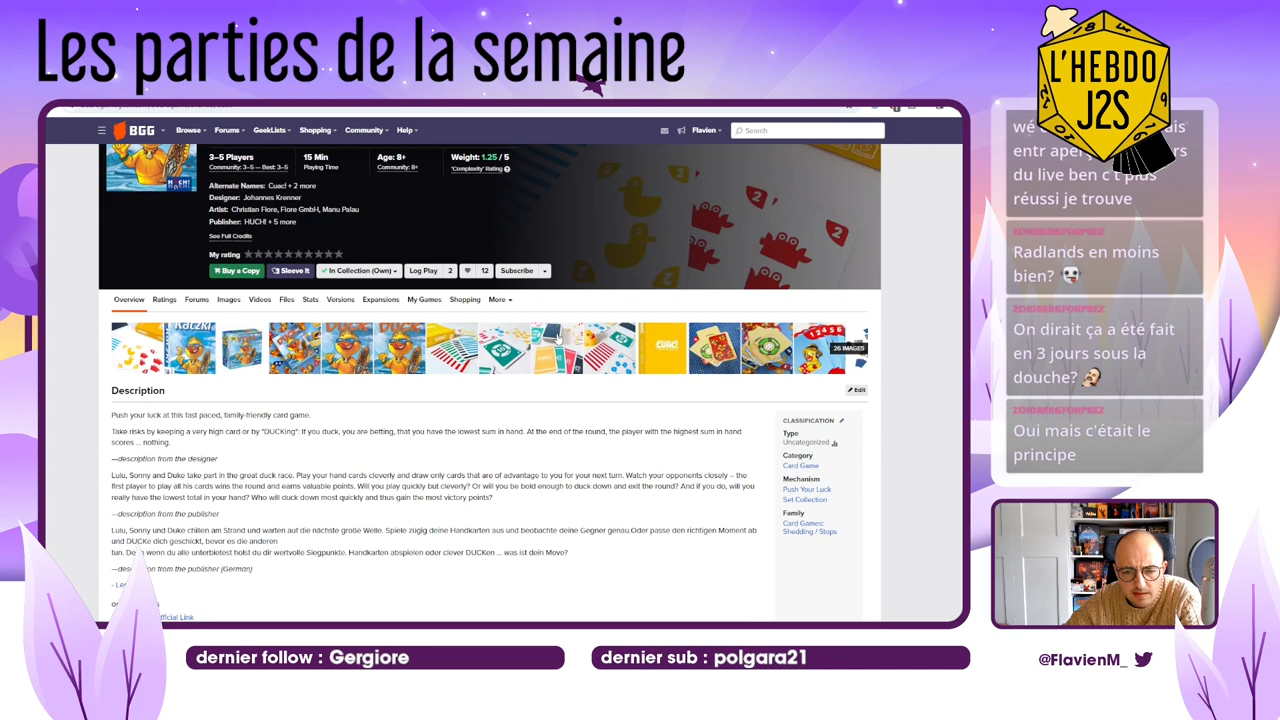 Les parties de la semaine
L'HEBDO
J2S
BGG Browse Forums GeekLists Shopping Community Help Flavien Search
3–5 Players
Community: 3–5 — Best: 3–5
15 Min
Playing Time
Age: 8+
Community: 8+
Weight: 1.25 / 5
'Complexity' Rating
Alternate Names: Cuac! + 2 more
Designer: Johannes Krenner
Artist: Christian Fiore, Fiore GmbH, Manu Palau
Publisher: HUCH! + 5 more
See Full Credits
My rating
Buy a Copy Sleeve It In Collection (Own) Log Play 2 12 Subscribe
Overview Ratings Forums Images Videos Files Stats Versions Expansions My Games Shopping More
26 IMAGES
Description
Edit
Push your luck at this fast paced, family-friendly card game.
Take risks by keeping a very high card or by "DUCKing": If you duck, you are betting, that you have the lowest sum in hand. At the end of the round, the player with the highest sum in hand
scores ... nothing.
—description from the designer
Lulu, Sonny and Duke take part in the great duck race. Play your hand cards cleverly and draw only cards that are of advantage to you for your next turn. Watch your opponents closely – the
first player to play all his cards wins the round and earns valuable points. Will you play quickly but cleverly? Or will you be bold enough to duck down and exit the round? And if you do, will you
really have the lowest total in your hand? Who will duck down most quickly and thus gain the most victory points?
—description from the publisher
Lulu, Sonny und Duke chillen am Strand und warten auf die nächste große Welle. Spiele zügig deine Handkarten aus und beobachte deine Gegner genau.Oder passe den richtigen Moment ab
und DUCKe dich geschickt, bevor es die anderen
tun. Denn wenn du alle unterbietest holst du dir wertvolle Siegpunkte. Handkarten abspielen oder clever DUCKen ... was ist dein Move?
—description from the publisher (German)
Official Link
CLASSIFICATION
Type
Uncategorized
Category
Card Game
Mechanism
Push Your Luck
Set Collection
Family
Card Games:
Shedding / Stops
du live ben c t plus
réussi je trouve
ZOIDBERGFORPREZ
Radlands en moins
bien?
ZOIDBERGFORPREZ
On dirait ça a été fait
en 3 jours sous la
douche?
ZOIDBERGFORPREZ
Oui mais c'était le
principe
dernier follow : Gergiore
dernier sub : polgara21
@FlavienM_